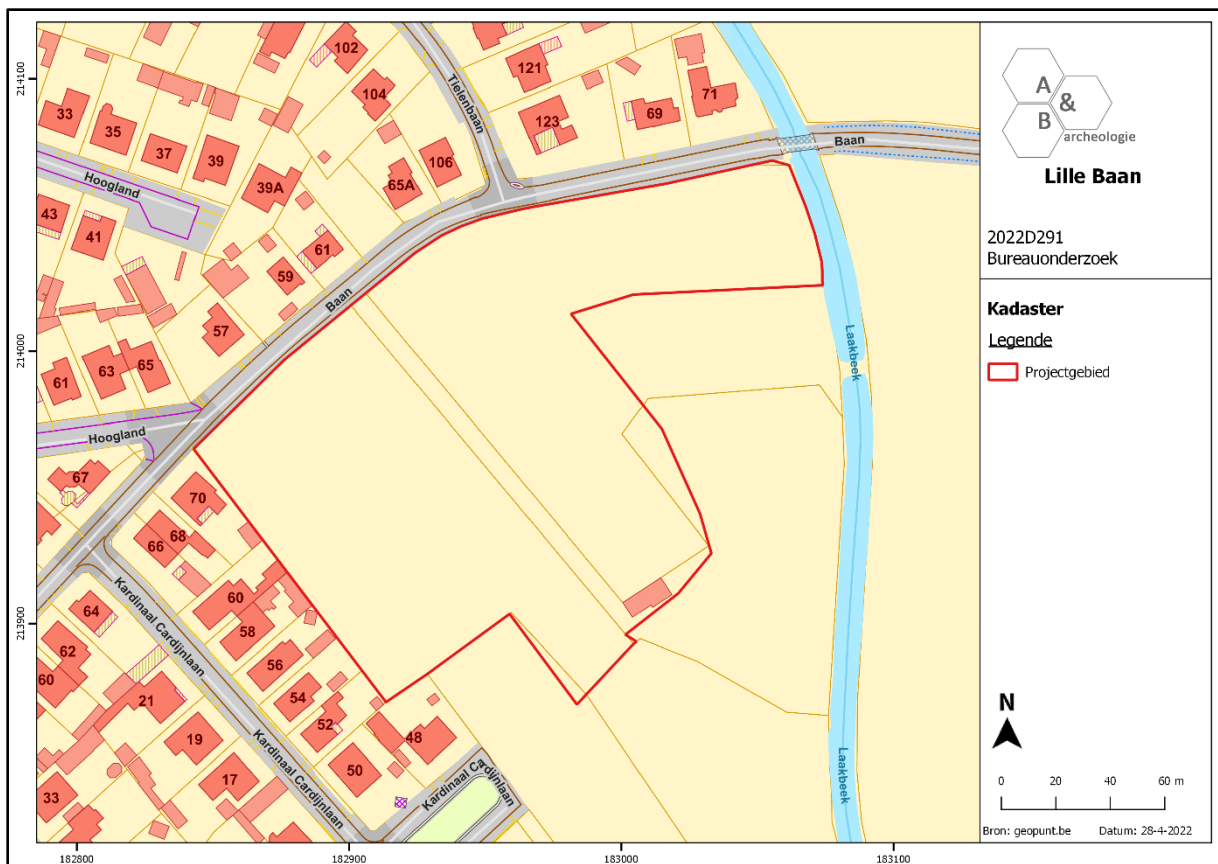 102
121
71
104
123
69
33
35
37
39
106
65A
39A
Tielenbaan
Baan
Hoogland
43
41
61
59
57
Baan
61
63
65
Hoogland
67
70
68
66
60
58
64
62
60
56
54
52
48
50
21
19
17
33
Kardinaal Cardijnlaan
Kardinaal Cardijnlaan
Kardinaal Cardijnlaan
Laakbeek
Laakbeek
214100
214000
213900
182800
182900
183000
183100
A
&
B
archeologie
Lille Baan
2022D291
Bureauonderzoek
Kadaster
Legende
Projectgebied
N
0 20 40 60 m
Bron: geopunt.be Datum: 28-4-2022